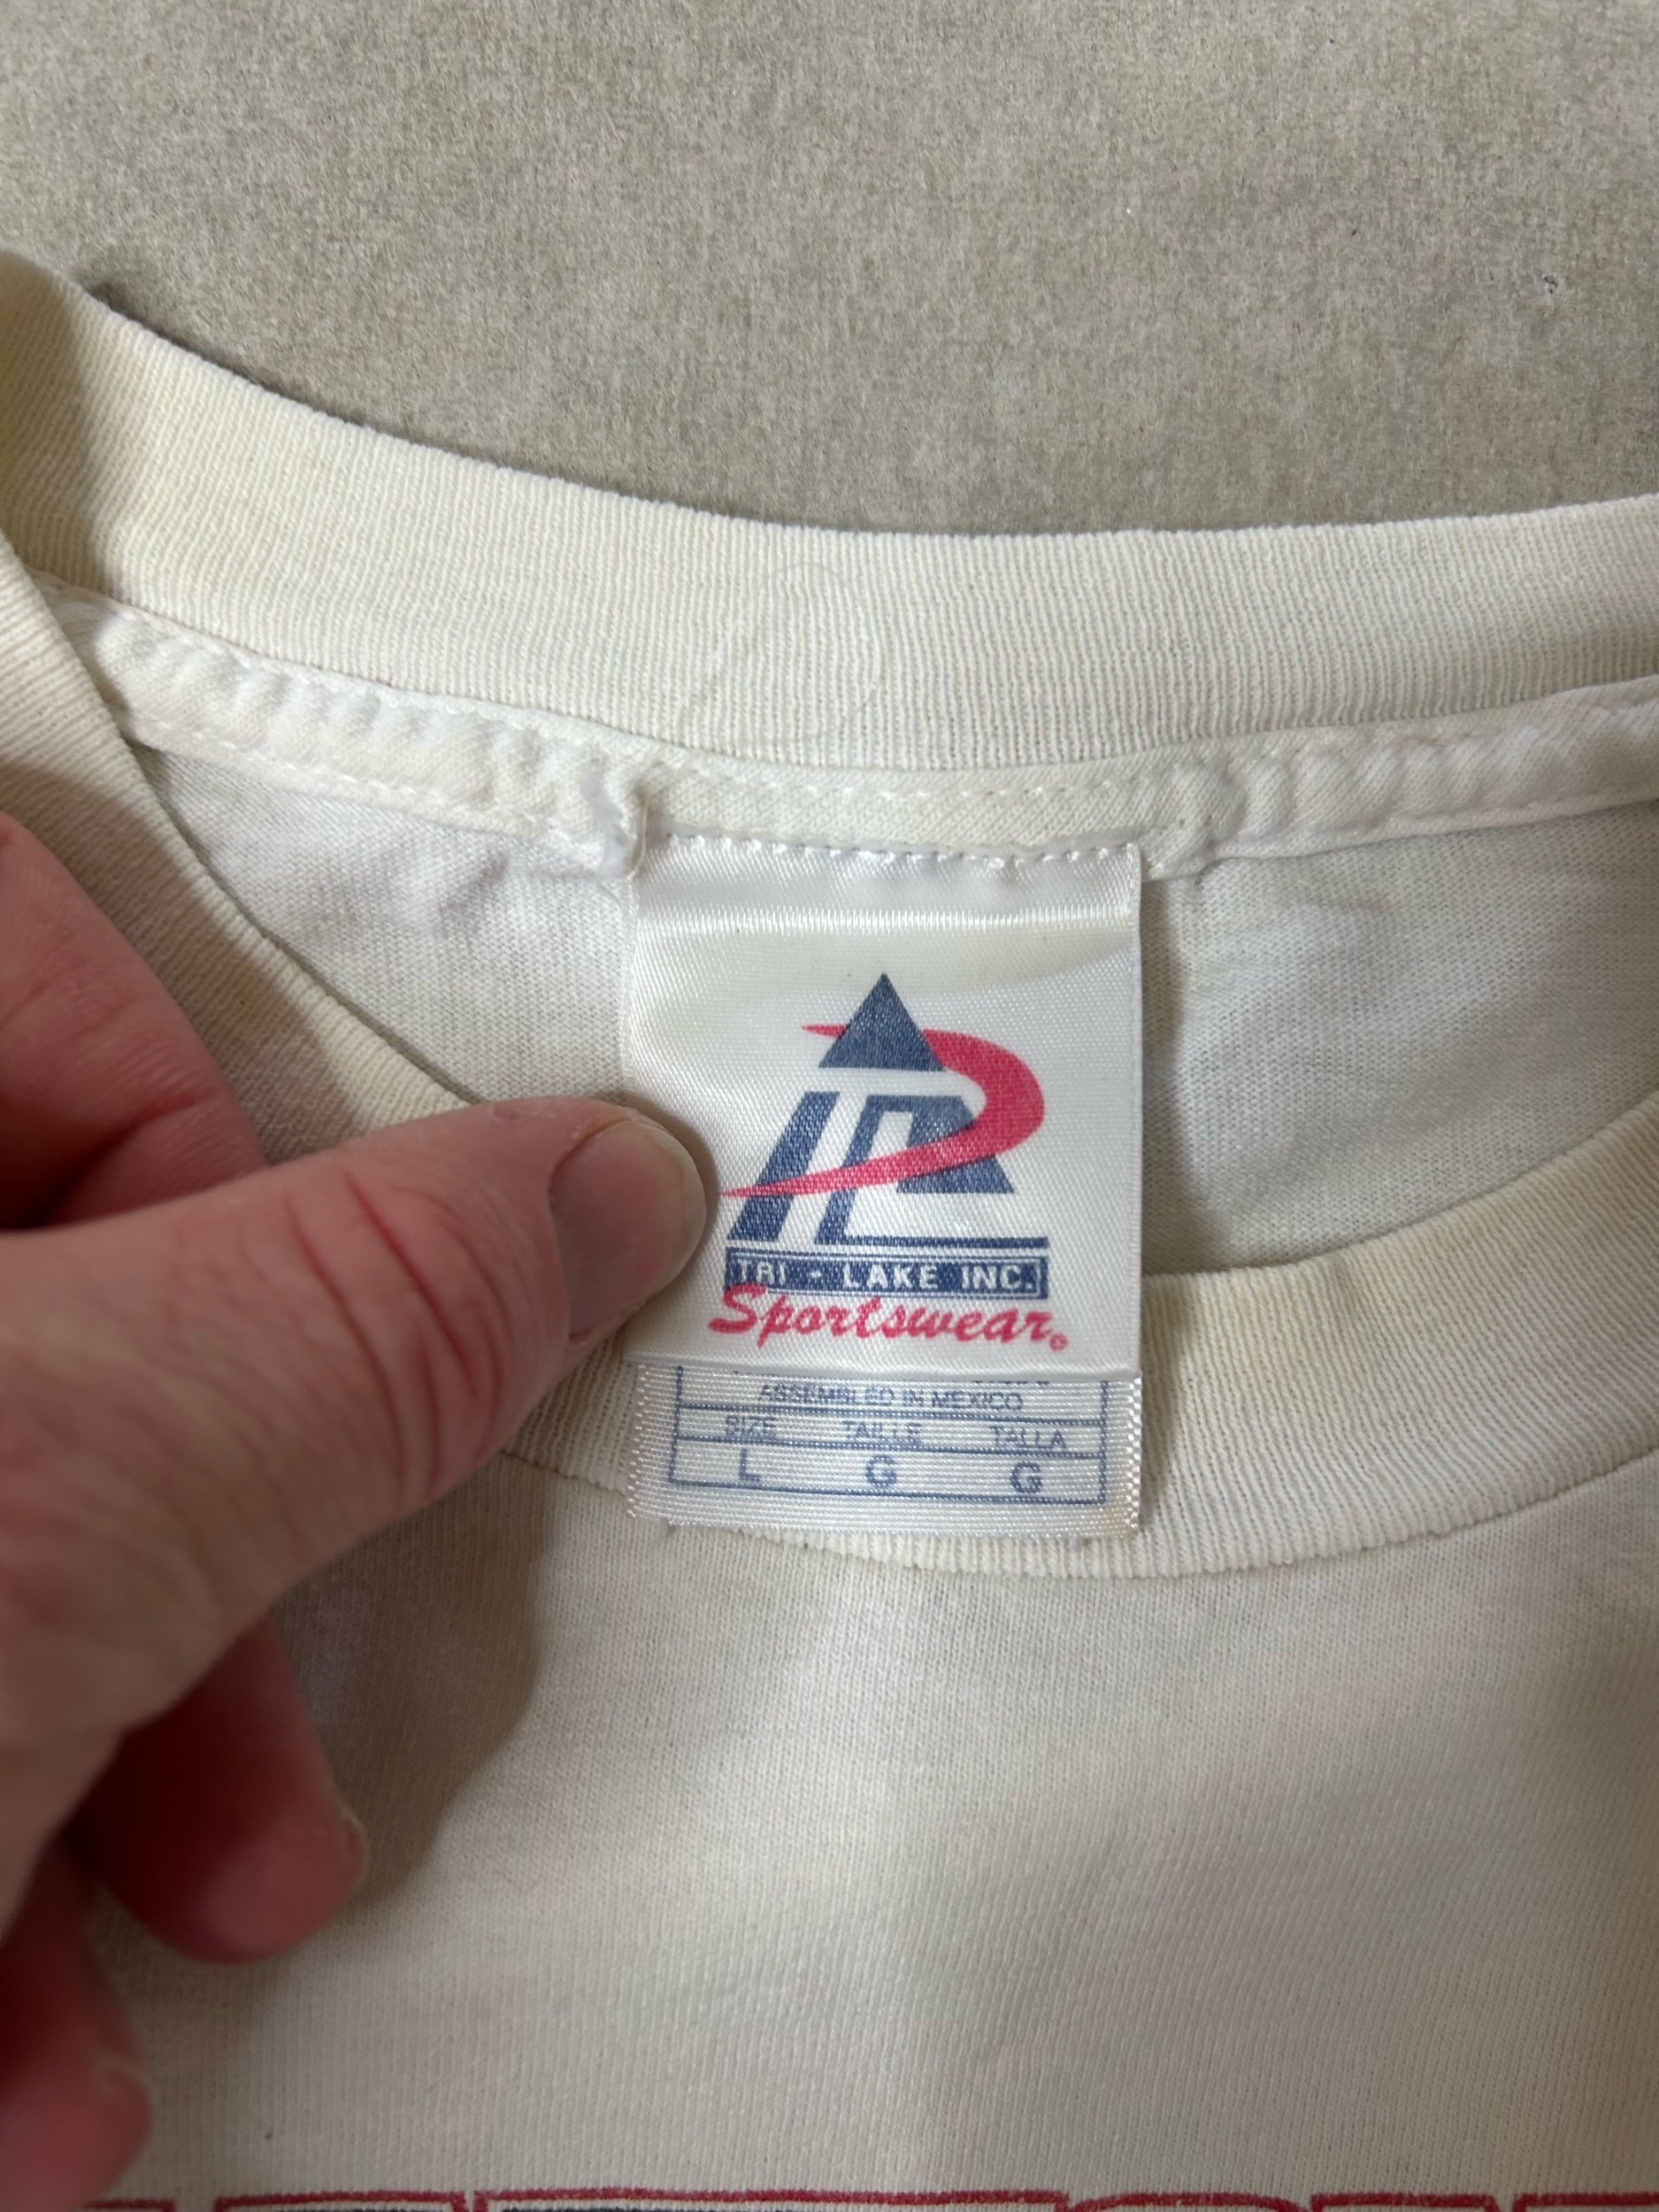 TRI - LAKE INC.
Sportswear©
ASSEMBLED IN MEXICO
SIZE TAILLE TALLA
L G G